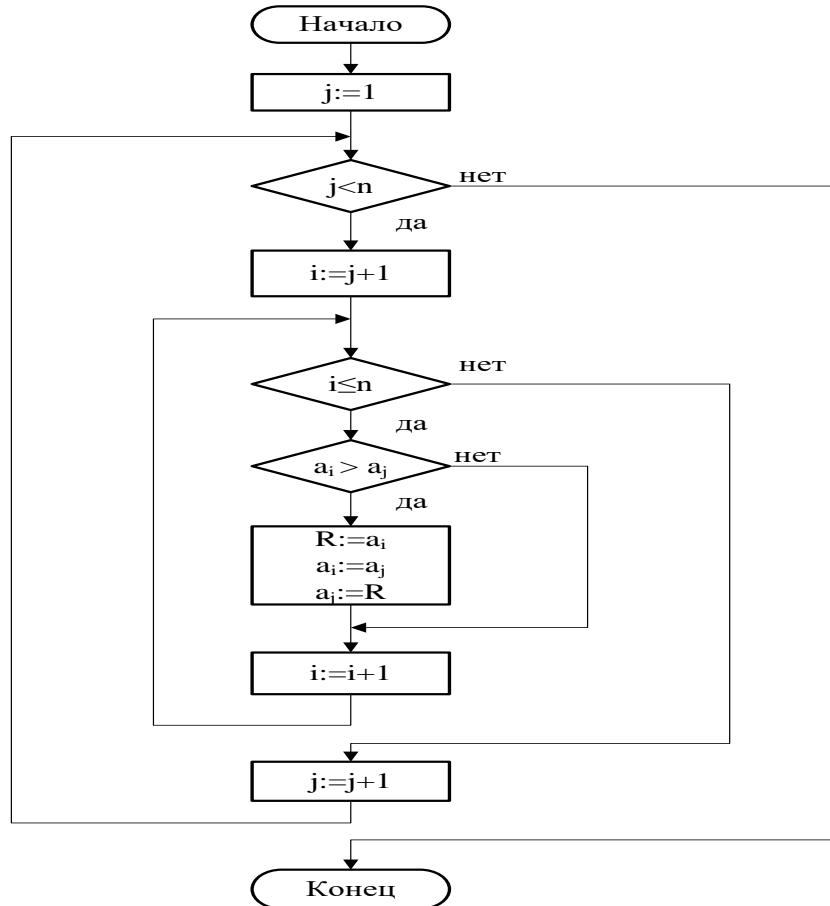 Начало
j:=1
j<n
нет
да
i:=j+1
i≤n
нет
да
aᵢ > aⱼ
нет
да
R:=aᵢ
aᵢ:=aⱼ
aⱼ:=R
i:=i+1
j:=j+1
Конец